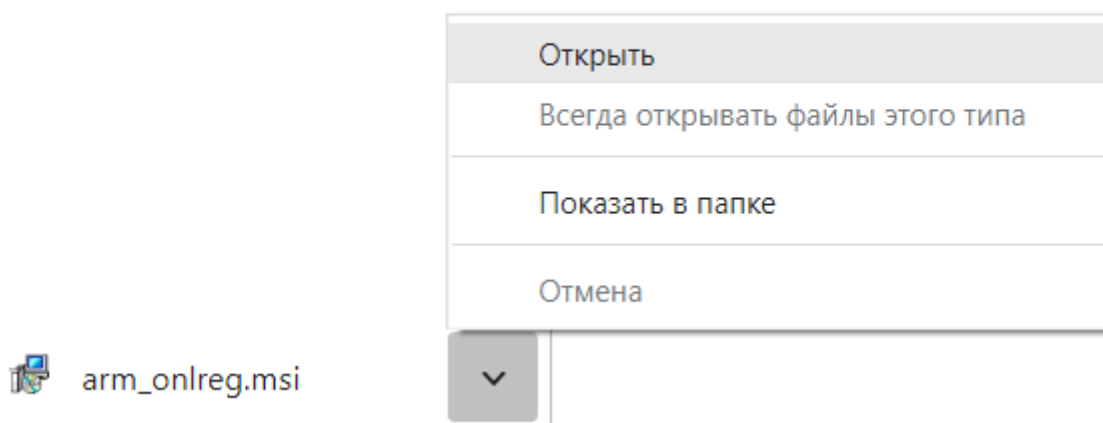 Открыть
Всегда открывать файлы этого типа
Показать в папке
Отмена
arm_onlreg.msi